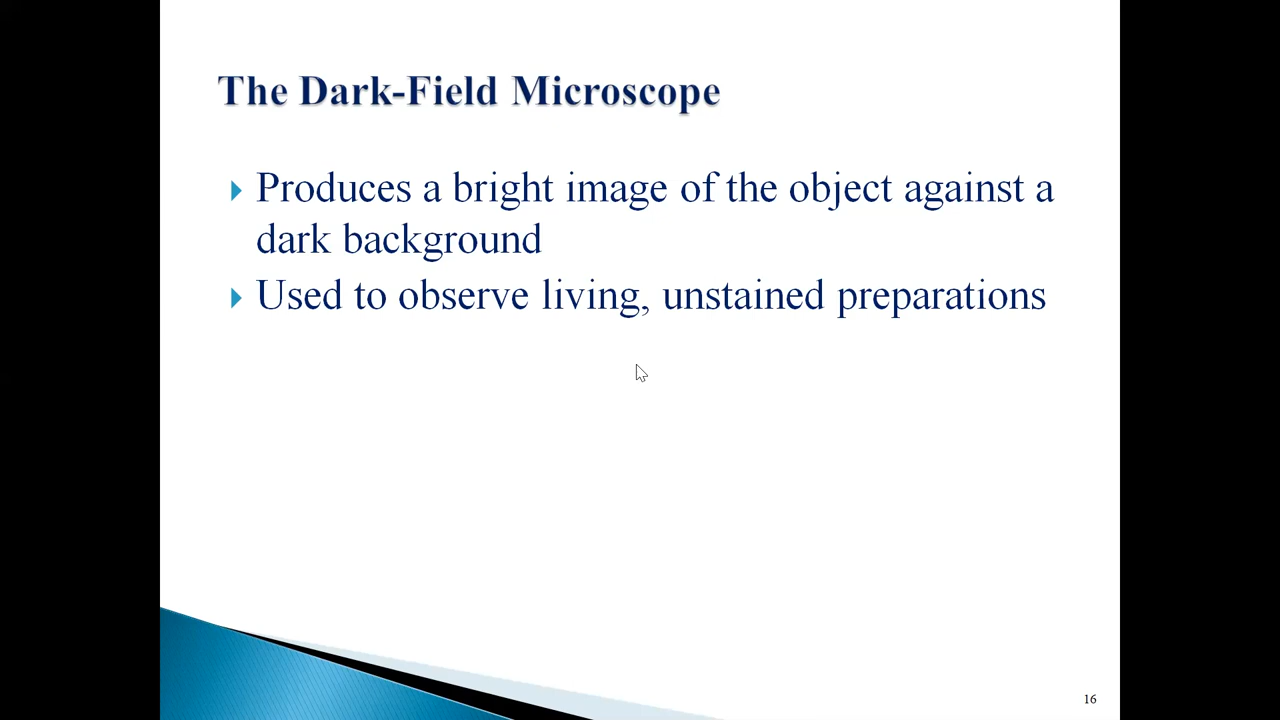 The Dark-Field Microscope
Produces a bright image of the object against a
dark background
Used to observe living, unstained preparations
16